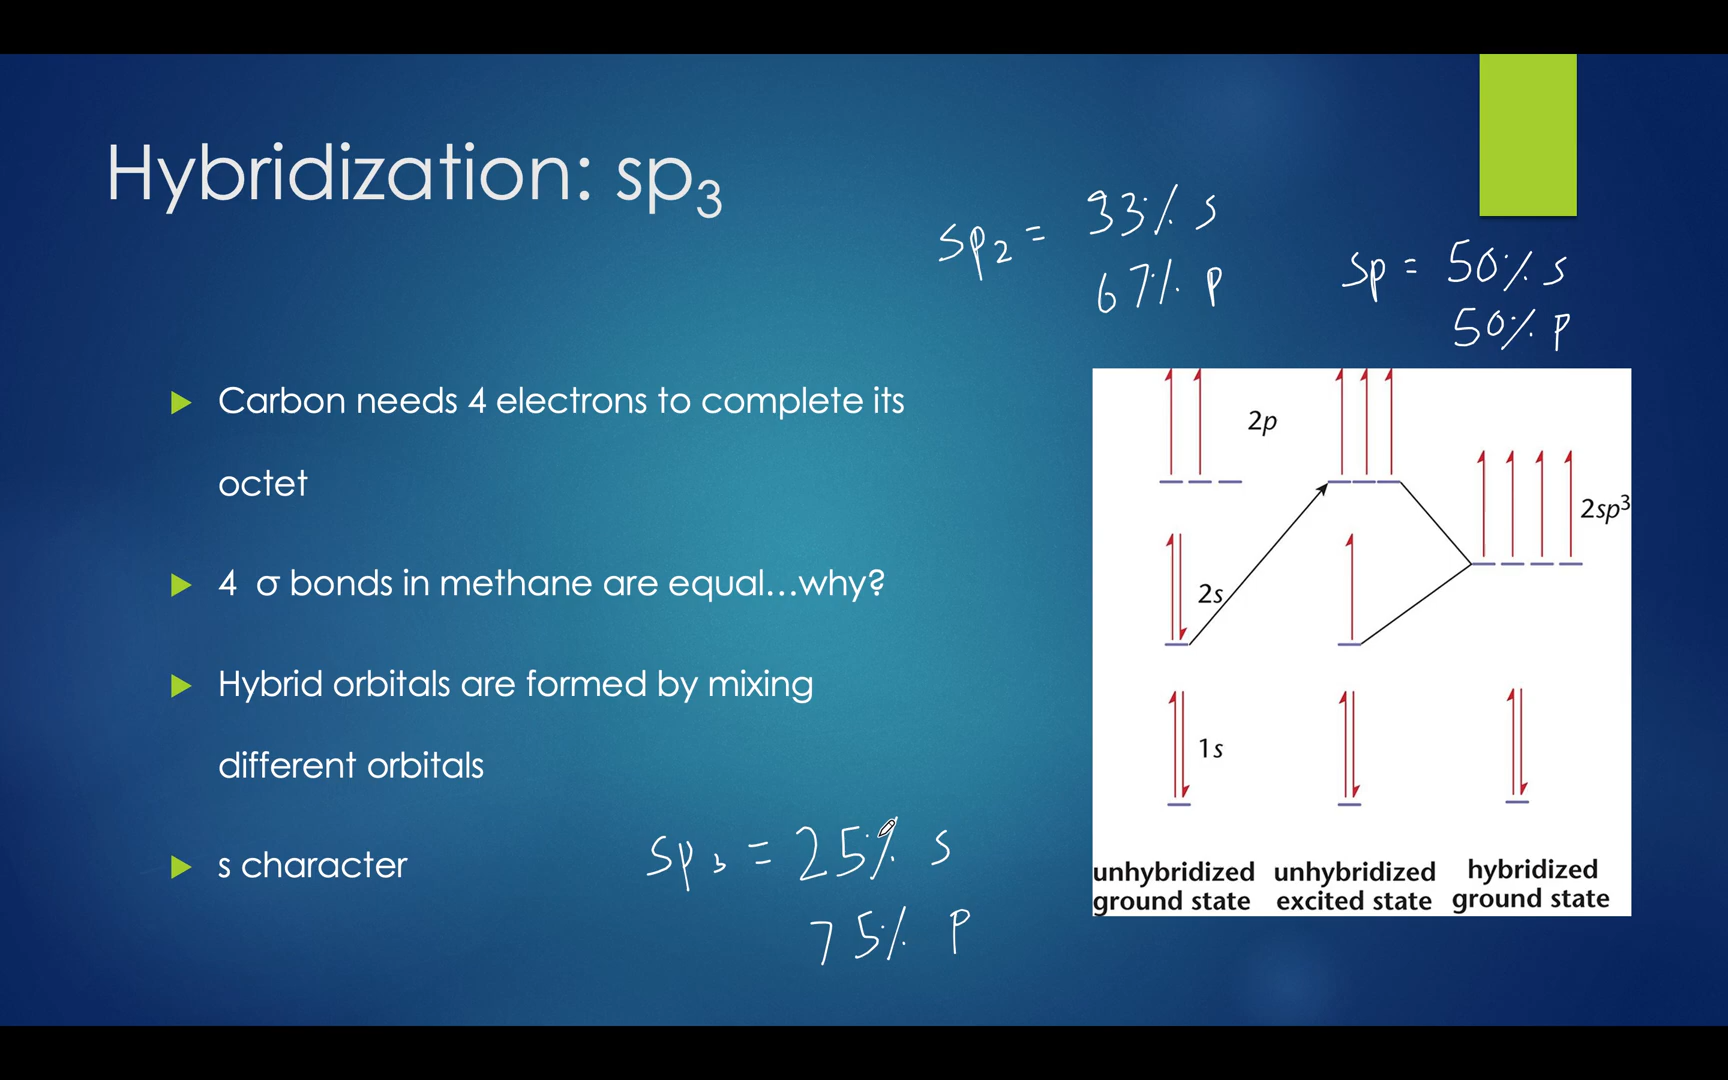 Hybridization: sp₃
sp₂ = 33% s
67% p
sp = 50% s
50% p
Carbon needs 4 electrons to complete its
octet
4 σ bonds in methane are equal...why?
Hybrid orbitals are formed by mixing
different orbitals
s character
sp₃ = 25% s
75% p
2p
2sp³
2s
1s
unhybridized
ground state
unhybridized
excited state
hybridized
ground state